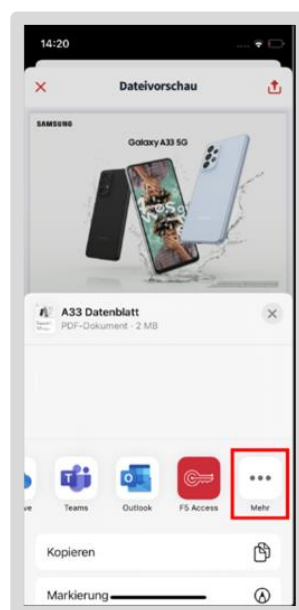 14:20
Dateivorschau
SAMSUNG
Galaxy A33 5G
A33 Datenblatt
PDF-Dokument · 2 MB
ve
Teams
Outlook
F5 Access
Mehr
Kopieren
Markierung